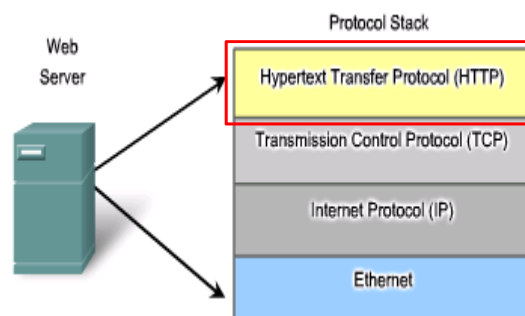 Protocol Stack
Web
Server
Hypertext Transfer Protocol (HTTP)
Transmission Control Protocol (TCP)
Internet Protocol (IP)
Ethernet